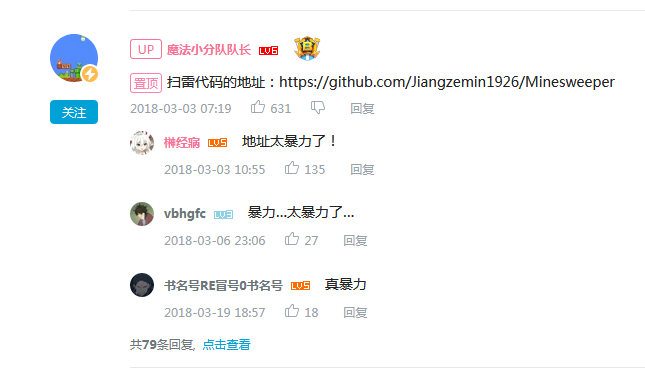 UP 魔法小分队队长 LV6
关注
置顶 扫雷代码的地址：https://github.com/Jiangzemin1926/Minesweeper
2018-03-03 07:19 631 回复
榊经痾 LV5 地址太暴力了！
2018-03-03 10:55 135 回复
vbhgfc LV5 暴力...太暴力了...
2018-03-06 23:06 27 回复
书名号RE冒号0书名号 LV5 真暴力
2018-03-19 18:57 18 回复
共79条回复, 点击查看